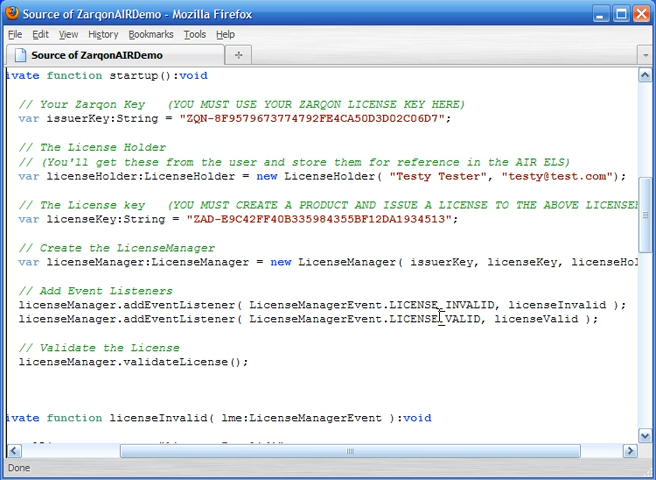 Source of ZarqonAIRDemo - Mozilla Firefox
File Edit View History Bookmarks Tools Help
Source of ZarqonAIRDemo
ivate function startup():void
// Your Zarqon Key (YOU MUST USE YOUR ZARQON LICENSE KEY HERE)
var issuerKey:String = "ZQN-8F9579673774792FE4CA50D3D02C06D7";
// The License Holder
// (You'll get these from the user and store them for reference in the AIR ELS)
var licenseHolder:LicenseHolder = new LicenseHolder( "Testy Tester", "testy@test.com");
// The License key (YOU MUST CREATE A PRODUCT AND ISSUE A LICENSE TO THE ABOVE LICENSEH
var licenseKey:String = "ZAD-E9C42FF40B335984355BF12DA1934513";
// Create the LicenseManager
var licenseManager:LicenseManager = new LicenseManager( issuerKey, licenseKey, licenseHol
// Add Event Listeners
licenseManager.addEventListener( LicenseManagerEvent.LICENSE_INVALID, licenseInvalid );
licenseManager.addEventListener( LicenseManagerEvent.LICENSE_VALID, licenseValid );
// Validate the License
licenseManager.validateLicense();
ivate function licenseInvalid( lme:LicenseManagerEvent ):void
Done